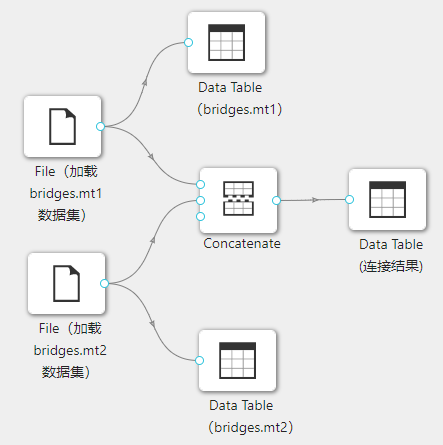 Data Table
（bridges.mt1）
File（加载
bridges.mt1
数据集）
Concatenate
Data Table
(连接结果)
File（加载
bridges.mt2
数据集）
Data Table
（bridges.mt2）